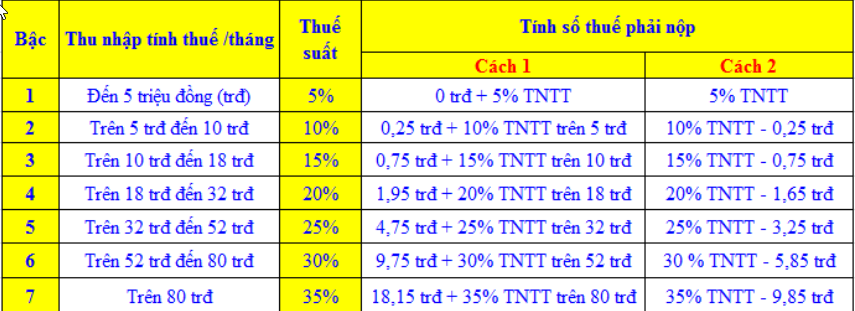 Bậc Thu nhập tính thuế /tháng Thuế suất Tính số thuế phải nộp
Cách 1 Cách 2
1 Đến 5 triệu đồng (trđ) 5% 0 trđ + 5% TNTT 5% TNTT
2 Trên 5 trđ đến 10 trđ 10% 0,25 trđ + 10% TNTT trên 5 trđ 10% TNTT - 0,25 trđ
3 Trên 10 trđ đến 18 trđ 15% 0,75 trđ + 15% TNTT trên 10 trđ 15% TNTT - 0,75 trđ
4 Trên 18 trđ đến 32 trđ 20% 1,95 trđ + 20% TNTT trên 18 trđ 20% TNTT - 1,65 trđ
5 Trên 32 trđ đến 52 trđ 25% 4,75 trđ + 25% TNTT trên 32 trđ 25% TNTT - 3,25 trđ
6 Trên 52 trđ đến 80 trđ 30% 9,75 trđ + 30% TNTT trên 52 trđ 30 % TNTT - 5,85 trđ
7 Trên 80 trđ 35% 18,15 trđ + 35% TNTT trên 80 trđ 35% TNTT - 9,85 trđ